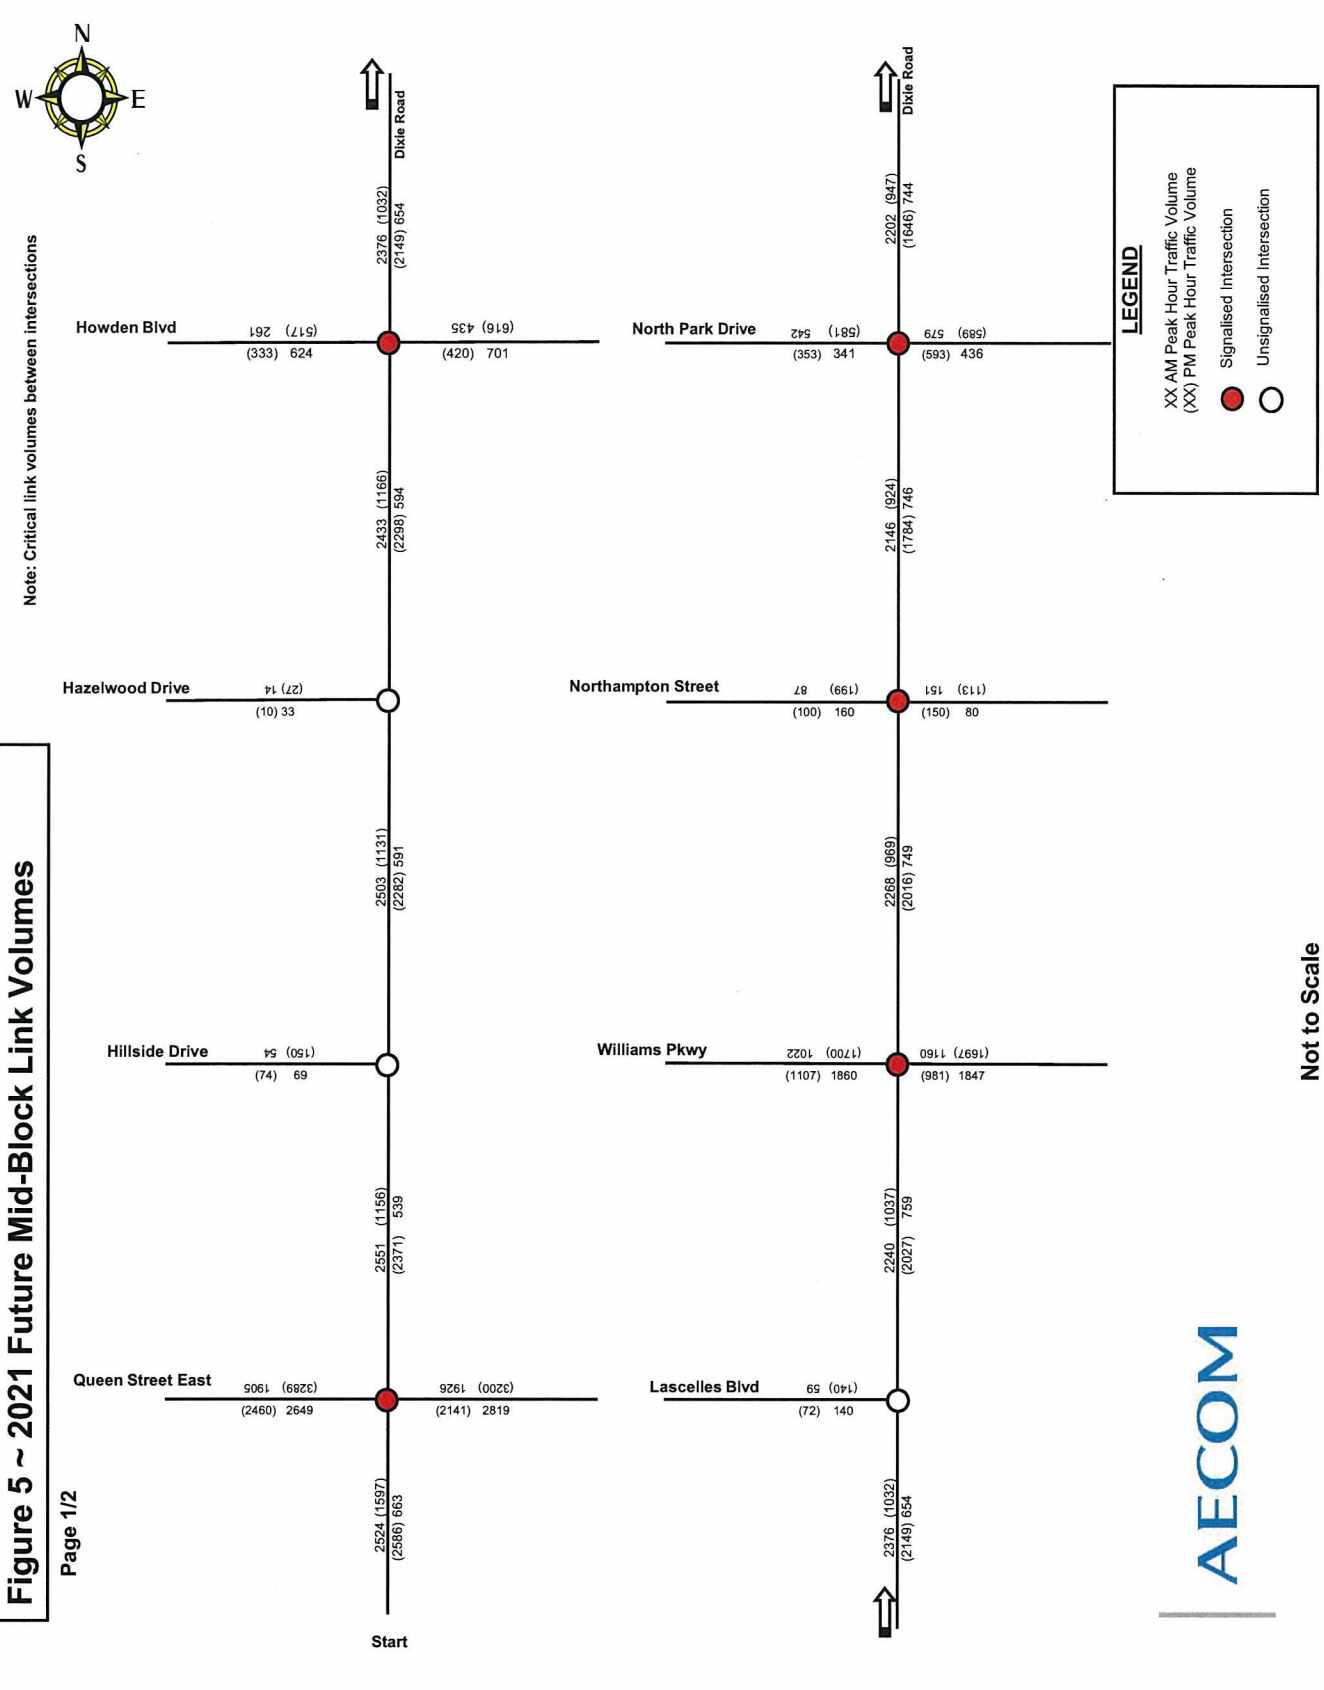 Figure 5 ~ 2021 Future Mid-Block Link Volumes
Page 1/2
Note: Critical link volumes between intersections
N
W
E
S
Start
2524 (1597)
(2586) 663
Queen Street East
1905 (3289)
(2460) 2649
1926 (3200)
(2141) 2819
2551 (1156)
(2371) 539
Hillside Drive
54 (150)
(74) 69
2503 (1131)
(2282) 591
Hazelwood Drive
14 (27)
(10) 33
2433 (1166)
(2298) 594
Howden Blvd
261 (517)
(333) 624
435 (616)
(420) 701
2376 (1032)
(2149) 654
Dixie Road
2376 (1032)
(2149) 654
Lascelles Blvd
59 (140)
(72) 140
2240 (1037)
(2027) 759
Williams Pkwy
1022 (1700)
(1107) 1860
1160 (1697)
(981) 1847
2268 (969)
(2016) 749
Northampton Street
87 (199)
(100) 160
151 (113)
(150) 80
2146 (924)
(1784) 746
North Park Drive
542 (581)
(353) 341
579 (689)
(593) 436
2202 (947)
(1646) 744
Dixie Road
LEGEND
XX AM Peak Hour Traffic Volume
(XX) PM Peak Hour Traffic Volume
Signalised Intersection
Unsignalised Intersection
AECOM
Not to Scale